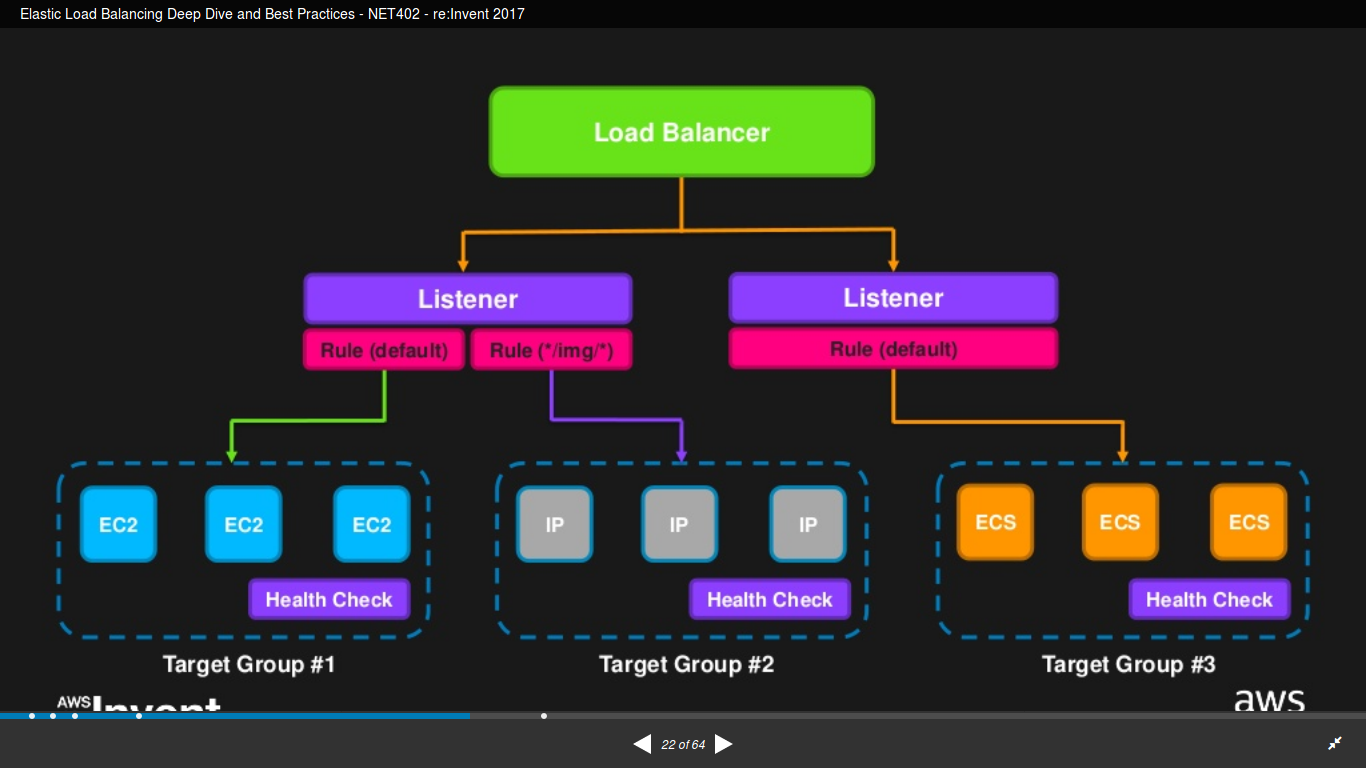 Elastic Load Balancing Deep Dive and Best Practices - NET402 - re:Invent 2017
Load Balancer
Listener
Listener
Rule (default)
Rule (*/img/*)
Rule (default)
EC2
EC2
EC2
Health Check
IP
IP
IP
Health Check
ECS
ECS
ECS
Health Check
Target Group #1
Target Group #2
Target Group #3
AWS
Invent
aws
22 of 64